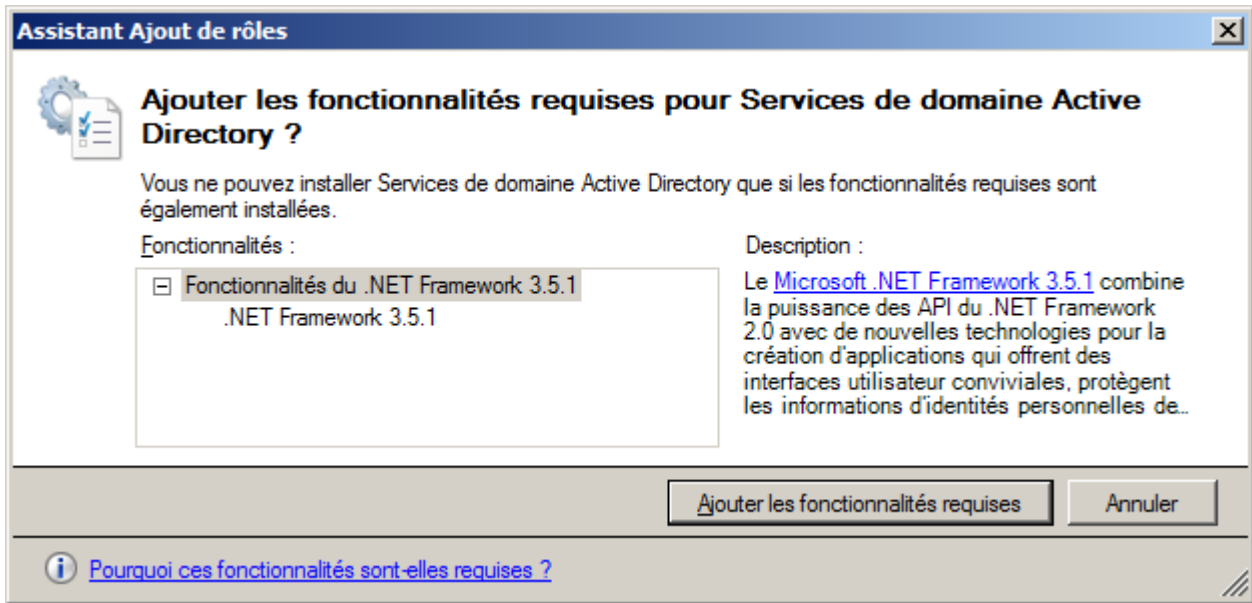 Assistant Ajout de rôles
Ajouter les fonctionnalités requises pour Services de domaine Active
Directory ?
Vous ne pouvez installer Services de domaine Active Directory que si les fonctionnalités requises sont
également installées.
Fonctionnalités :
Fonctionnalités du .NET Framework 3.5.1
.NET Framework 3.5.1
Description :
Le Microsoft .NET Framework 3.5.1 combine
la puissance des API du .NET Framework
2.0 avec de nouvelles technologies pour la
création d'applications qui offrent des
interfaces utilisateur conviviales, protègent
les informations d'identités personnelles de...
Ajouter les fonctionnalités requises
Annuler
Pourquoi ces fonctionnalités sont-elles requises ?